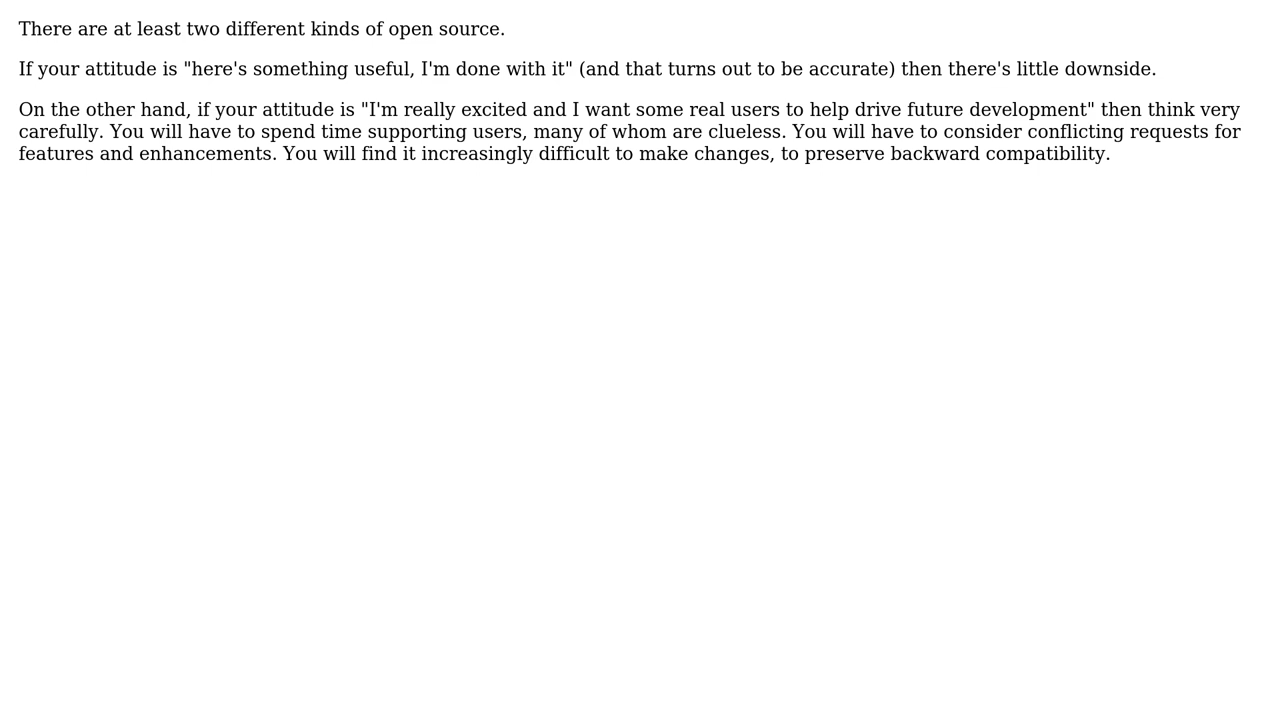 There are at least two different kinds of open source.
If your attitude is "here's something useful, I'm done with it" (and that turns out to be accurate) then there's little downside.
On the other hand, if your attitude is "I'm really excited and I want some real users to help drive future development" then think very
carefully. You will have to spend time supporting users, many of whom are clueless. You will have to consider conflicting requests for
features and enhancements. You will find it increasingly difficult to make changes, to preserve backward compatibility.